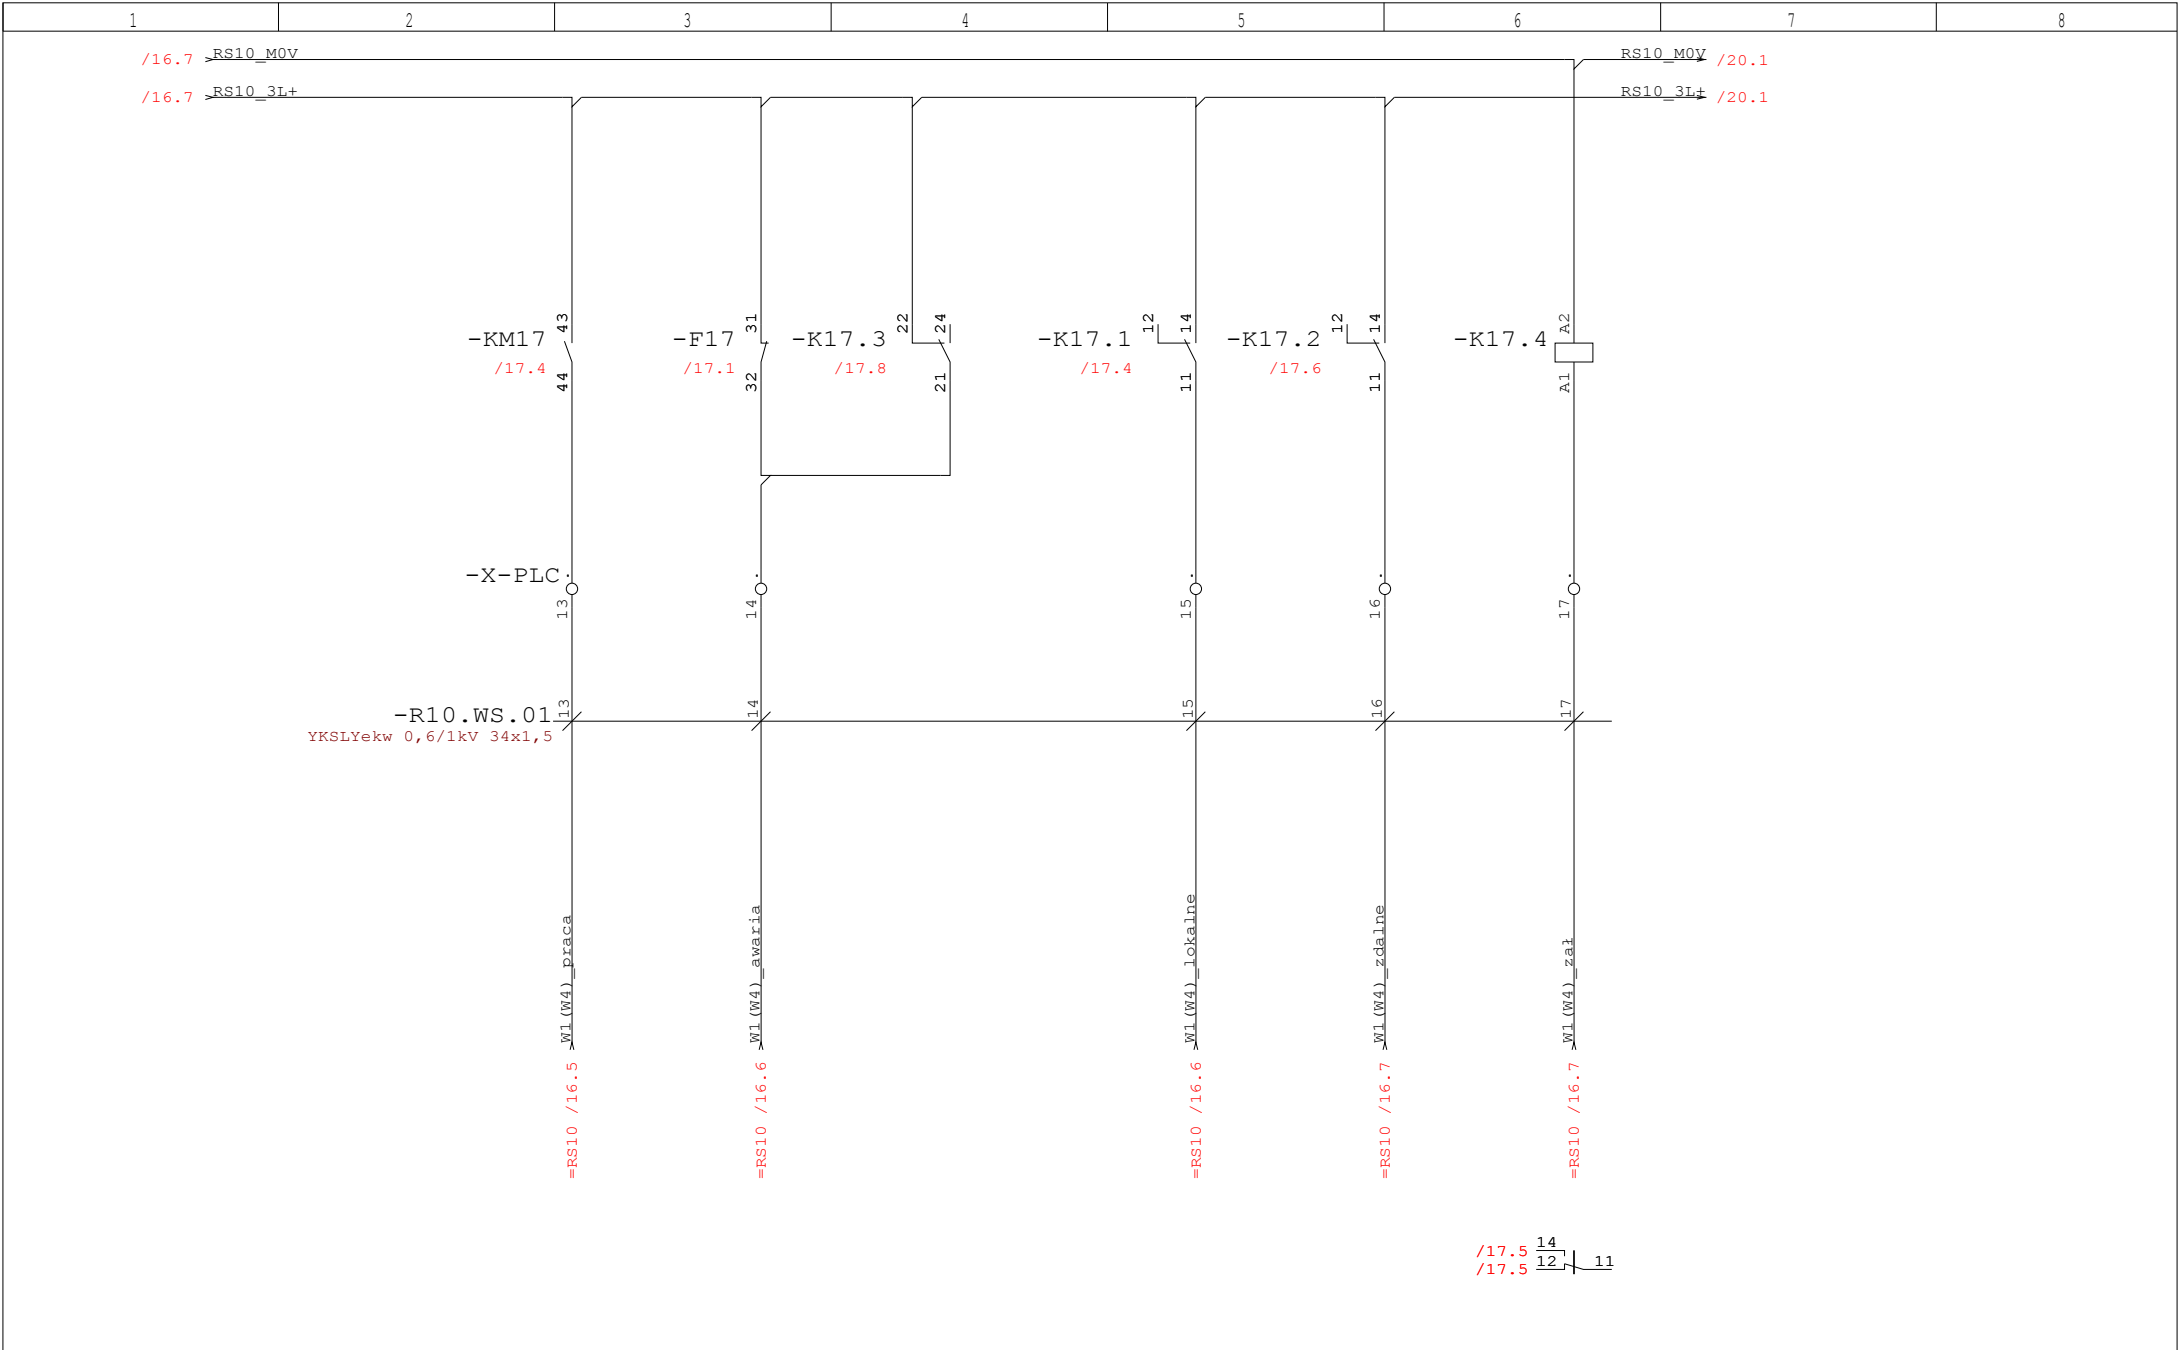 1 2 3 4 5 6 7 8
/16.7 RS10_M0V RS10_M0V /20.1
/16.7 RS10_3L+ RS10_3L+ /20.1
43 31 22 24 12 14 12 14 A2
-KM17 -F17 -K17.3 -K17.1 -K17.2 -K17.4
/17.4 /17.1 /17.8 /17.4 /17.6
44 32 21 11 11 A1
-X-PLC
13 14 15 16 17
-R10.WS.01 13 14 15 16 17
YKSLYekw 0,6/1kV 34x1,5
W1(W4)_praca
W1(W4)_awaria
W1(W4)_lokalne
W1(W4)_zdalne
W1(W4)_zał
=RS10 /16.5
=RS10 /16.6
=RS10 /16.6
=RS10 /16.7
=RS10 /16.7
/17.5 14
/17.5 12 11